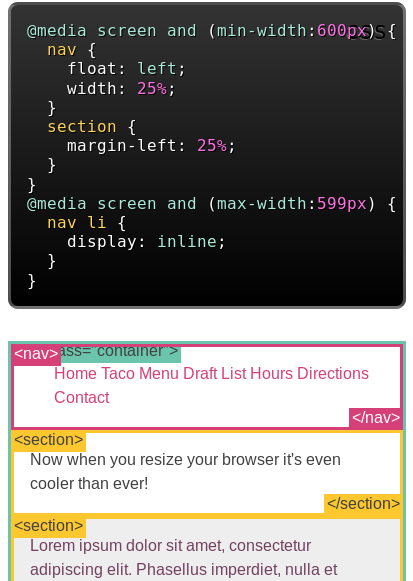 CSS
@media screen and (min-width:600px) {
  nav {
    float: left;
    width: 25%;
  }
  section {
    margin-left: 25%;
  }
}
@media screen and (max-width:599px) {
  nav li {
    display: inline;
  }
}
<nav> ass="container">
Home Taco Menu Draft List Hours Directions
Contact
</nav>
<section>
Now when you resize your browser it's even
cooler than ever!
</section>
<section>
Lorem ipsum dolor sit amet, consectetur
adipiscing elit. Phasellus imperdiet, nulla et